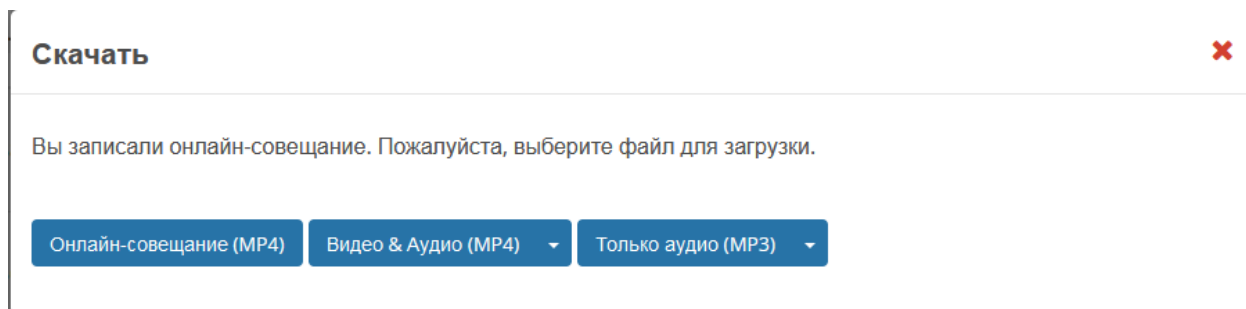 Скачать
Вы записали онлайн-совещание. Пожалуйста, выберите файл для загрузки.
Онлайн-совещание (MP4) Видео & Аудио (MP4) Только аудио (MP3)